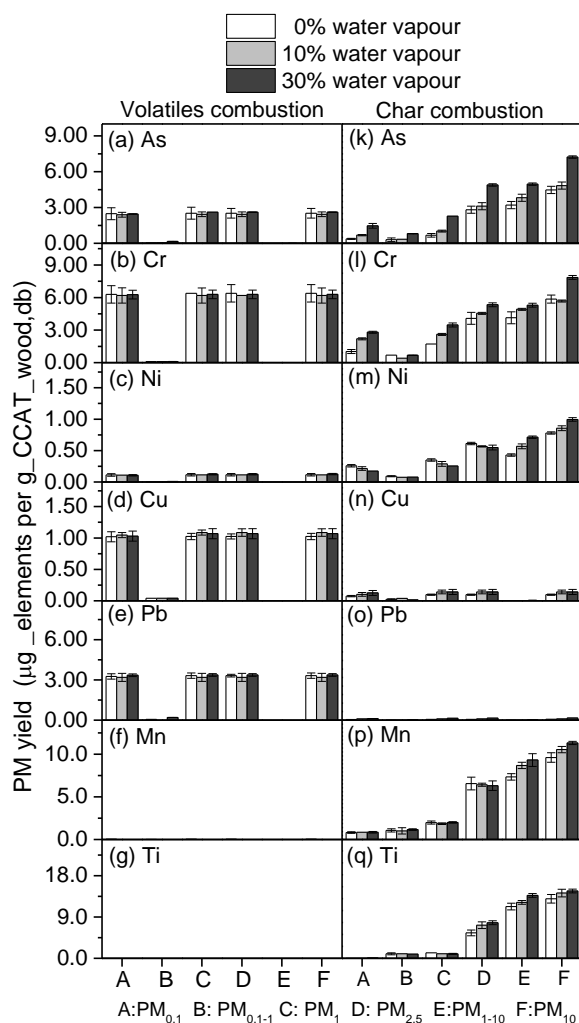 0% water vapour
10% water vapour
30% water vapour
Volatiles combustion Char combustion
PM yield (μg_elements per g_CCAT_wood,db)
9.00 (a) As (k) As
6.00
3.00
0.00
9.00 (b) Cr (l) Cr
6.00
3.00
0.00
1.50 (c) Ni (m) Ni
1.00
0.50
0.00
1.50 (d) Cu (n) Cu
1.00
0.50
0.00
6.00 (e) Pb (o) Pb
3.00
0.00
(f) Mn (p) Mn
10.0
5.0
0.0
(g) Ti (q) Ti
18.0
9.0
0.0
A B C D E F A B C D E F
A:PM0.1 B: PM0.1-1 C: PM1 D: PM2.5 E:PM1-10 F:PM10